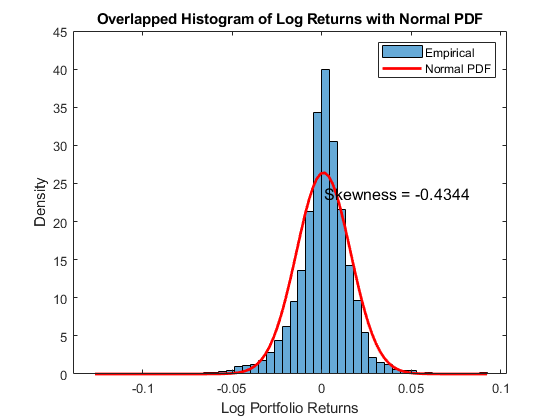 Overlapped Histogram of Log Returns with Normal PDF
45
40
35
30
25
20
15
10
5
0
Density
Empirical
Normal PDF
Skewness = -0.4344
-0.1
-0.05
0
0.05
0.1
Log Portfolio Returns